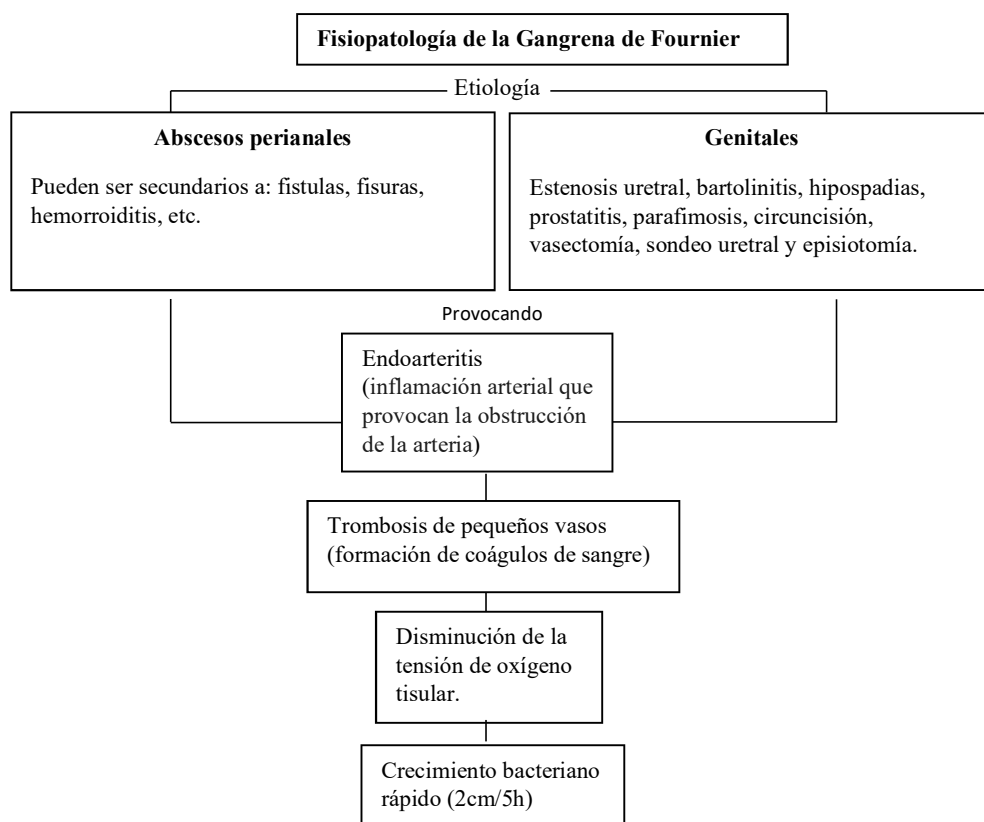 Fisiopatología de la Gangrena de Fournier
Etiología
Abscesos perianales
Pueden ser secundarios a: fistulas, fisuras,
hemorroiditis, etc.
Genitales
Estenosis uretral, bartolinitis, hipospadias,
prostatitis, parafimosis, circuncisión,
vasectomía, sondeo uretral y episiotomía.
Provocando
Endoarteritis
(inflamación arterial que
provocan la obstrucción
de la arteria)
Trombosis de pequeños vasos
(formación de coágulos de sangre)
Disminución de la
tensión de oxígeno
tisular.
Crecimiento bacteriano
rápido (2cm/5h)